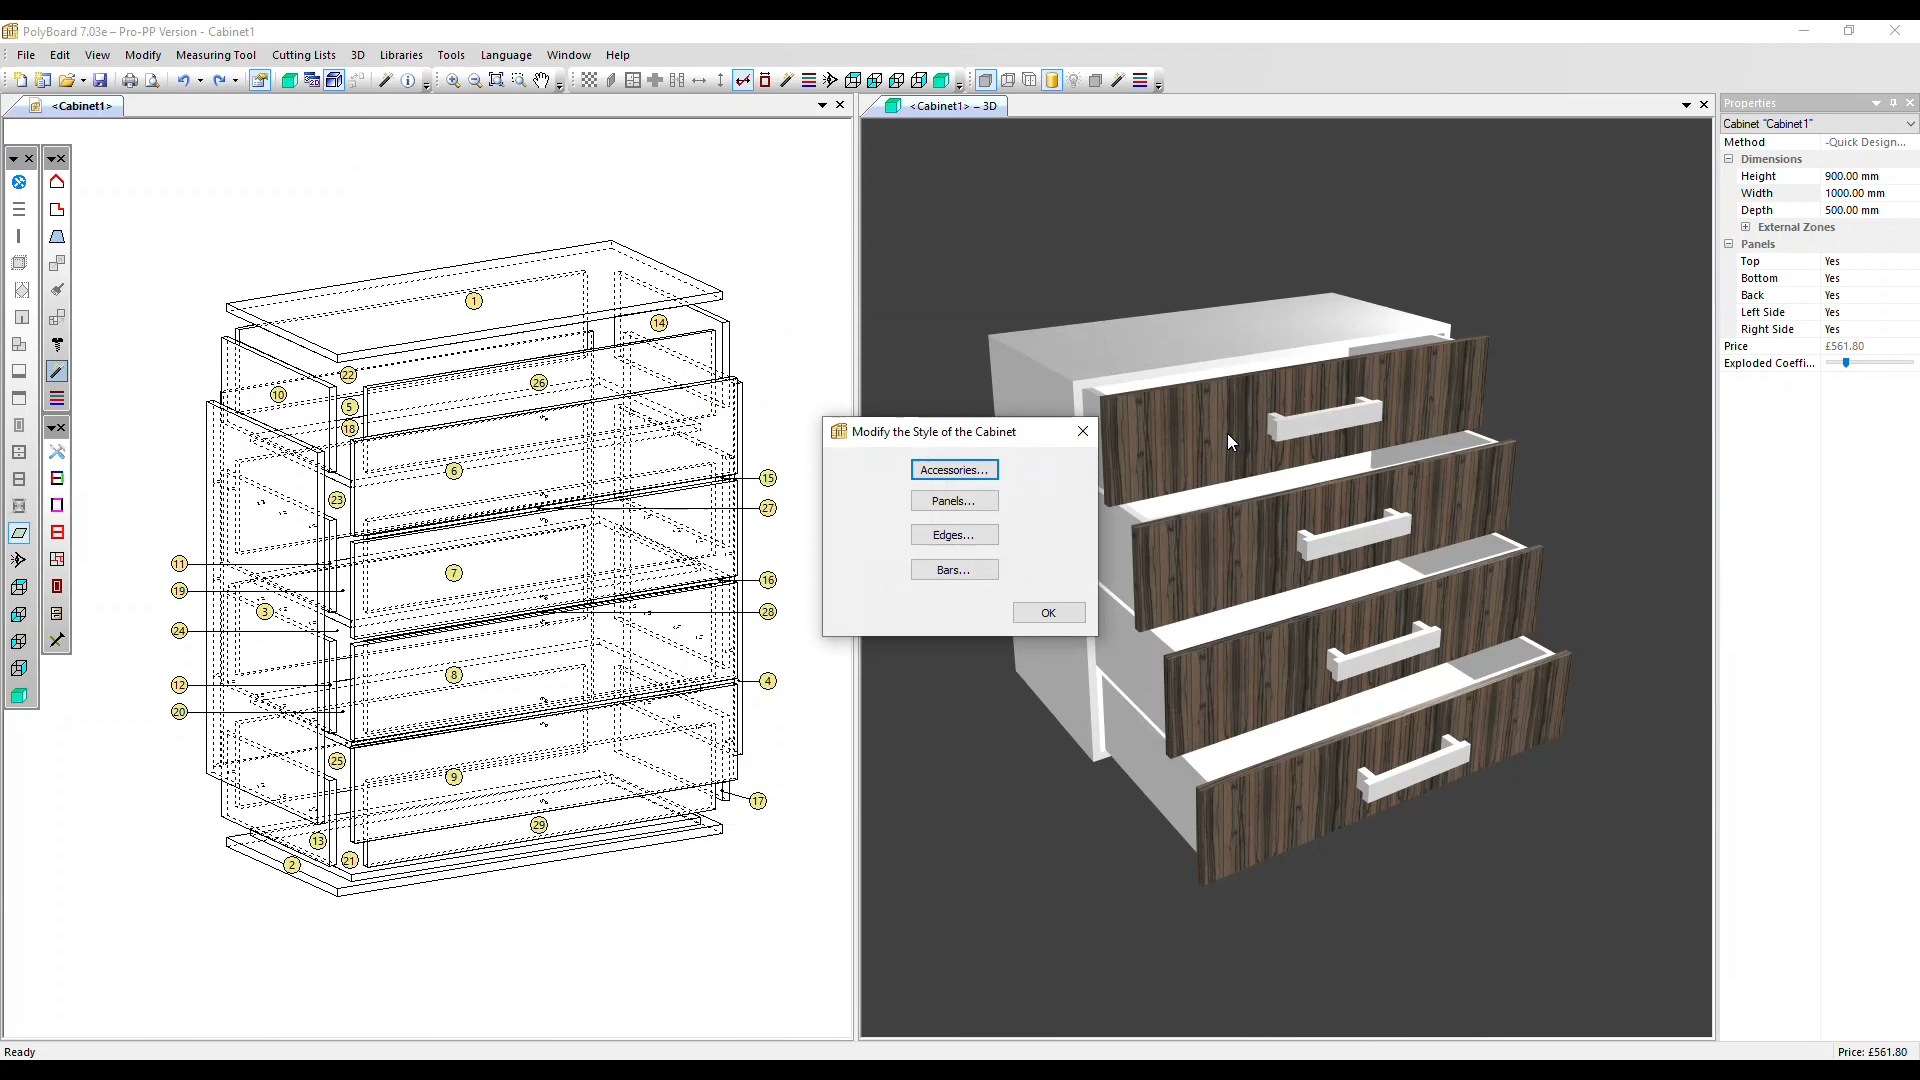 PolyBoard 7.03e – Pro-PP Version - Cabinet1
File Edit View Modify Measuring Tool Cutting Lists 3D Libraries Tools Language Window Help
<Cabinet1>
<Cabinet1> – 3D
Properties
Cabinet "Cabinet1"
Method -Quick Design...
Dimensions
Height 900.00 mm
Width 1000.00 mm
Depth 500.00 mm
External Zones
Panels
Top Yes
Bottom Yes
Back Yes
Left Side Yes
Right Side Yes
Price £561.80
Exploded Coeffi...
1
14
22
26
10
5
18
6
15
23
27
11
7
16
19
3
28
24
8
4
12
20
25
9
17
29
13
21
2
Modify the Style of the Cabinet
Accessories...
Panels...
Edges...
Bars...
OK
Ready
Price: £561.80